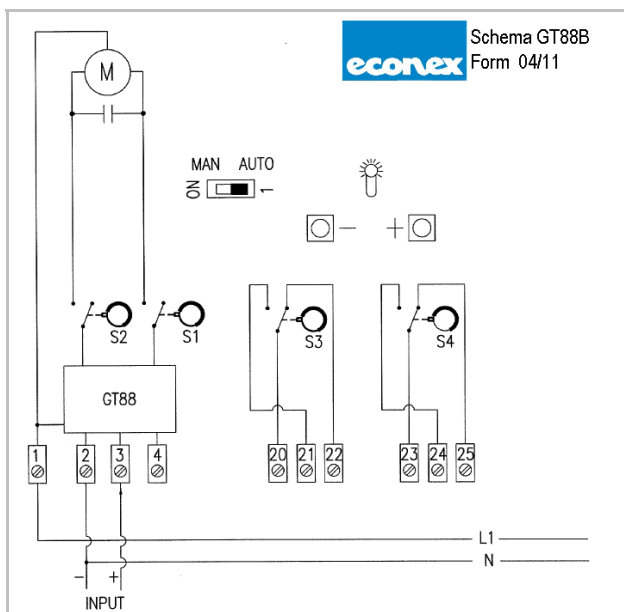 econex
Schema GT88B
Form 04/11
M
MAN AUTO
ON 1
− +
S2 S1 S3 S4
GT88
1 2 3 4 20 21 22 23 24 25
L1
N
− +
INPUT